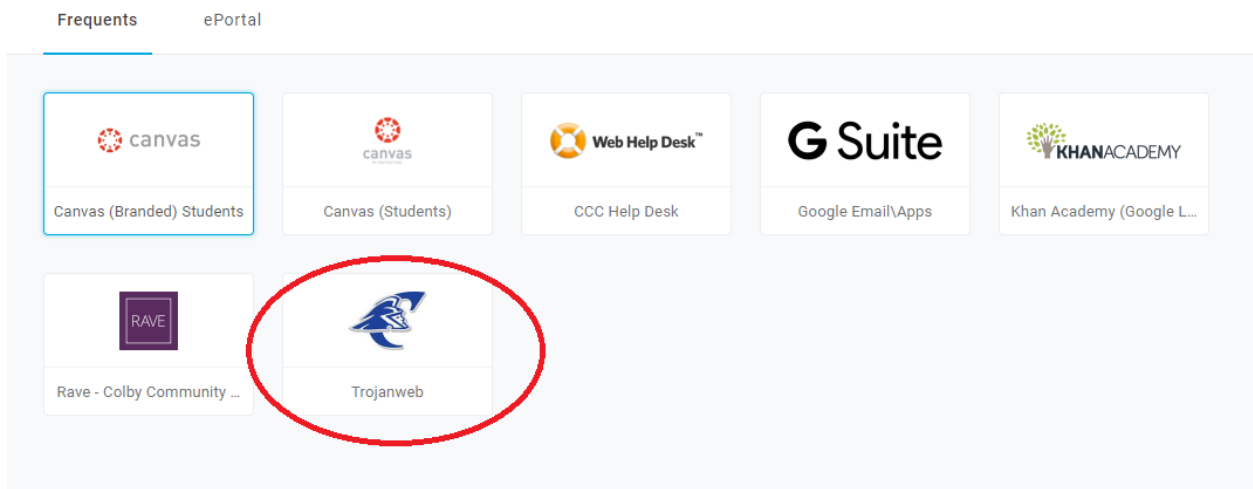 Frequents ePortal
canvas canvas Web Help Desk™ G Suite KHANACADEMY
Canvas (Branded) Students Canvas (Students) CCC Help Desk Google Email\Apps Khan Academy (Google L...
RAVE
Rave - Colby Community ... Trojanweb